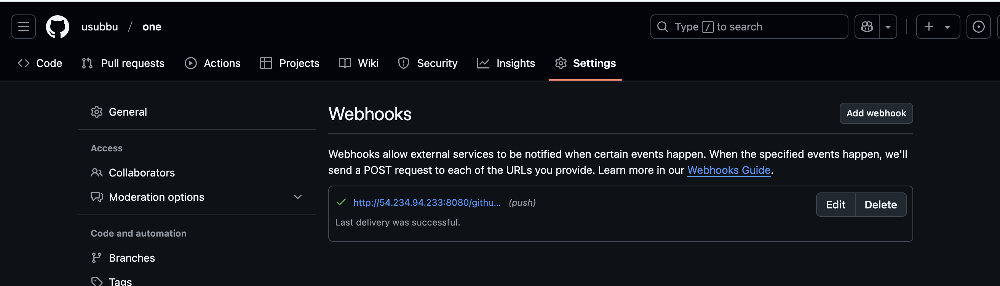 usubbu / one
Type / to search
Code Pull requests Actions Projects Wiki Security Insights Settings
General
Access
Collaborators
Moderation options
Code and automation
Branches
Tags
Webhooks
Add webhook
Webhooks allow external services to be notified when certain events happen. When the specified events happen, we'll
send a POST request to each of the URLs you provide. Learn more in our Webhooks Guide.
http://54.234.94.233:8080/githu... (push)
Edit Delete
Last delivery was successful.